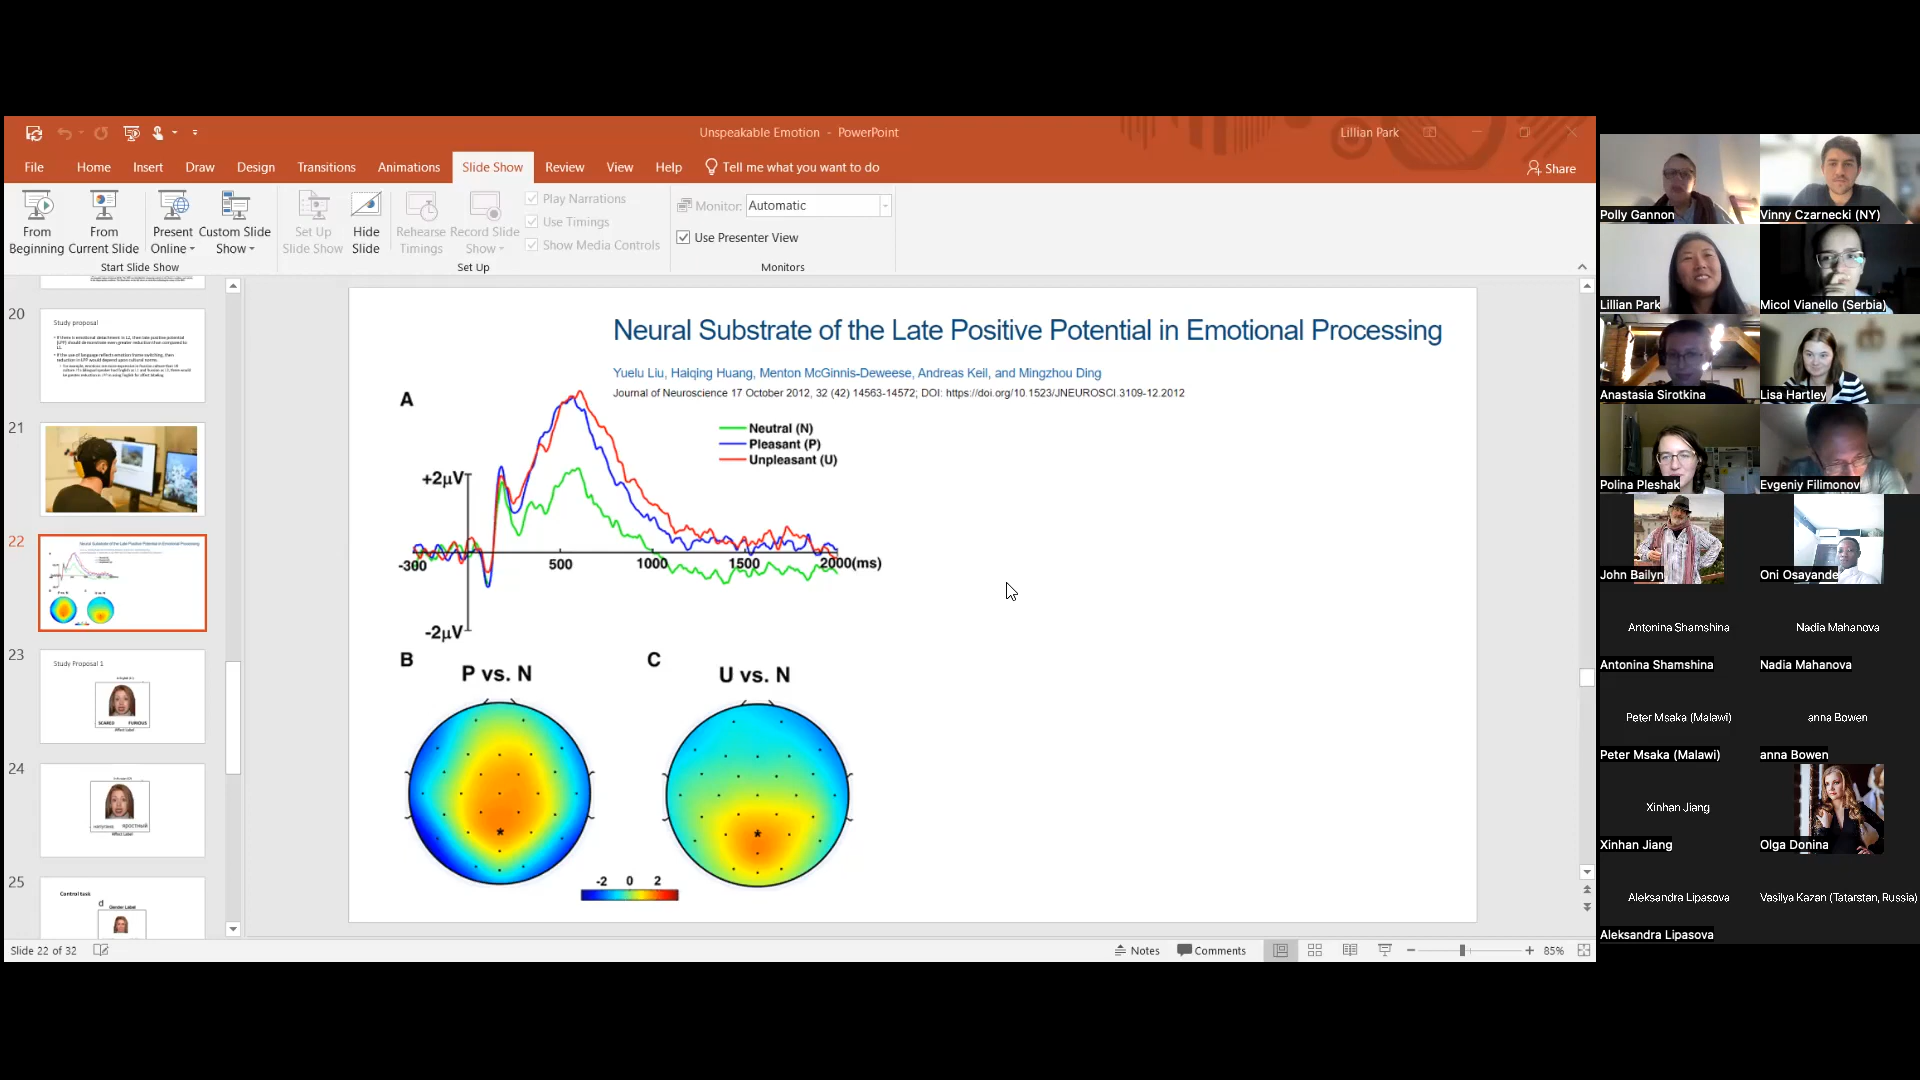 Unspeakable Emotion - PowerPoint
Lillian Park
File Home Insert Draw Design Transitions Animations Slide Show Review View Help Tell me what you want to do
Share
From Beginning
From Current Slide
Present Online
Custom Slide Show
Set Up Slide Show
Hide Slide
Rehearse Timings
Record Slide Show
Play Narrations
Use Timings
Show Media Controls
Monitor: Automatic
Use Presenter View
Start Slide Show
Set Up
Monitors
20
Study proposal
21
22
23
Study Proposal 1
SCARED FURIOUS
Affect Label
24
Affect Label
25
Control task
d
Gender Label
Neural Substrate of the Late Positive Potential in Emotional Processing
Yuelu Liu, Haiqing Huang, Menton McGinnis-Deweese, Andreas Keil, and Mingzhou Ding
Journal of Neuroscience 17 October 2012, 32 (42) 14563-14572; DOI: https://doi.org/10.1523/JNEUROSCI.3109-12.2012
A
Neutral (N)
Pleasant (P)
Unpleasant (U)
+2μV
-300 500 1000 1500 2000(ms)
-2μV
B
P vs. N
C
U vs. N
-2 0 2
Slide 22 of 32
Notes
Comments
85%
Polly Gannon
Vinny Czarnecki (NY)
Lillian Park
Micol Vianello (Serbia)
Anastasia Sirotkina
Lisa Hartley
Polina Pleshak
Evgeniy Filimonov
John Bailyn
Oni Osayande
Antonina Shamshina
Nadia Mahanova
Antonina Shamshina
Nadia Mahanova
Peter Msaka (Malawi)
anna Bowen
Peter Msaka (Malawi)
anna Bowen
Xinhan Jiang
Xinhan Jiang
Olga Donina
Aleksandra Lipasova
Vasilya Kazan (Tatarstan, Russia)
Aleksandra Lipasova